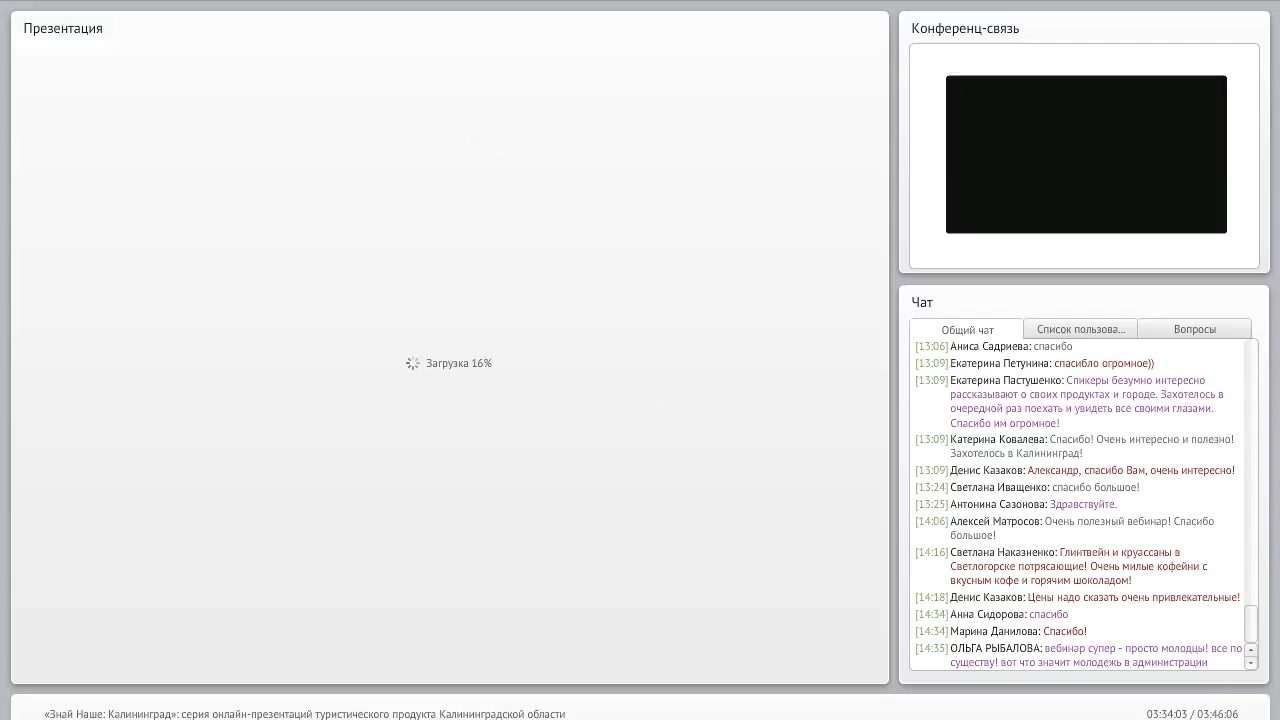 Презентация
Загрузка 16%
Конференц-связь
Чат
Общий чат
Список пользова...
Вопросы
[13:06] Аниса Садриева: спасибо
[13:09] Екатерина Петунина: спасибло огромное))
[13:09] Екатерина Пастушенко: Спикеры безумно интересно
рассказывают о своих продуктах и городе. Захотелось в
очередной раз поехать и увидеть все своими глазами.
Спасибо им огромное!
[13:09] Катерина Ковалева: Спасибо! Очень интересно и полезно!
Захотелось в Калининград!
[13:09] Денис Казаков: Александр, спасибо Вам, очень интересно!
[13:24] Светлана Иващенко: спасибо большое!
[13:25] Антонина Сазонова: Здравствуйте.
[14:06] Алексей Матросов: Очень полезный вебинар! Спасибо
большое!
[14:16] Светлана Наказненко: Глинтвейн и круассаны в
Светлогорске потрясающие! Очень милые кофейни с
вкусным кофе и горячим шоколадом!
[14:18] Денис Казаков: Цены надо сказать очень привлекательные!
[14:34] Анна Сидорова: спасибо
[14:34] Марина Данилова: Спасибо!
[14:35] ОЛЬГА РЫБАЛОВА: вебинар супер - просто молодцы! все по
существу! вот что значит молодежь в администрации
«Знай Наше: Калининград»: серия онлайн-презентаций туристического продукта Калининградской области
03:34:03 / 03:46:06